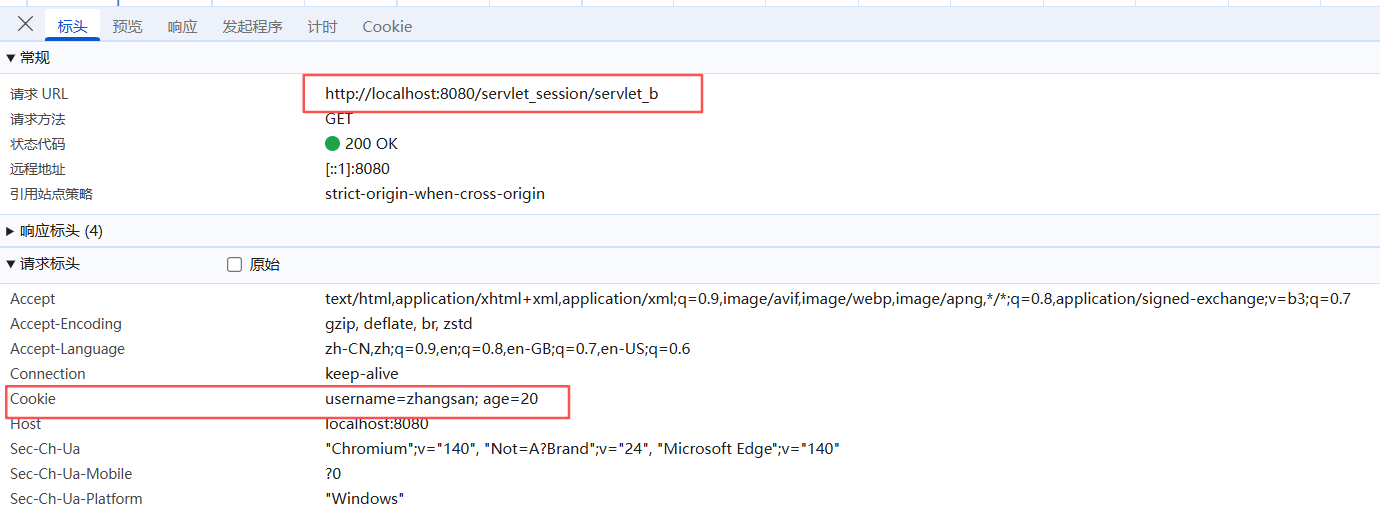 标头 预览 响应 发起程序 计时 Cookie
常规
请求 URL http://localhost:8080/servlet_session/servlet_b
请求方法 GET
状态代码 200 OK
远程地址 [::1]:8080
引用站点策略 strict-origin-when-cross-origin
响应标头 (4)
请求标头 原始
Accept text/html,application/xhtml+xml,application/xml;q=0.9,image/avif,image/webp,image/apng,*/*;q=0.8,application/signed-exchange;v=b3;q=0.7
Accept-Encoding gzip, deflate, br, zstd
Accept-Language zh-CN,zh;q=0.9,en;q=0.8,en-GB;q=0.7,en-US;q=0.6
Connection keep-alive
Cookie username=zhangsan; age=20
Host localhost:8080
Sec-Ch-Ua "Chromium";v="140", "Not=A?Brand";v="24", "Microsoft Edge";v="140"
Sec-Ch-Ua-Mobile ?0
Sec-Ch-Ua-Platform "Windows"